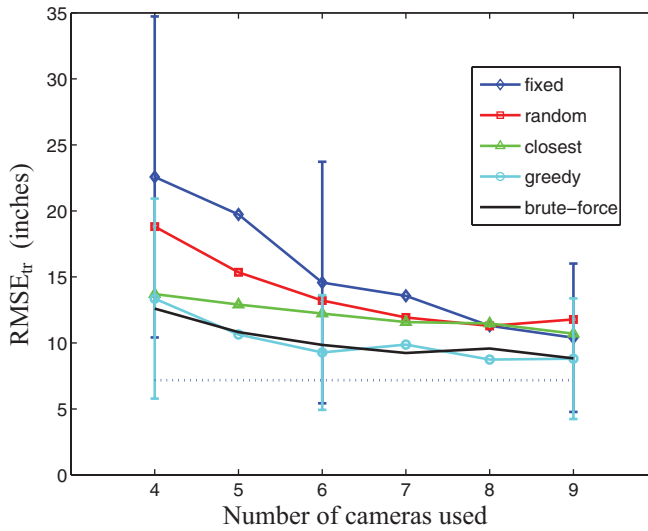 35
30
25
20
15
10
5
0
RMSE_tr (inches)
fixed
random
closest
greedy
brute-force
4 5 6 7 8 9
Number of cameras used